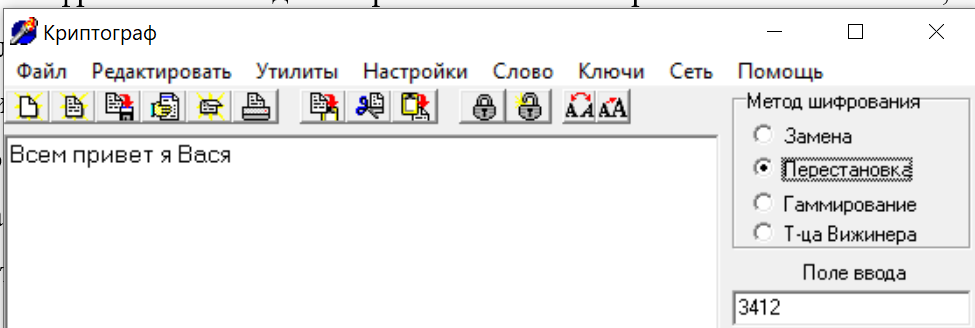 Криптограф
Файл Редактировать Утилиты Настройки Слово Ключи Сеть Помощь
Метод шифрования
Замена
Перестановка
Гаммирование
Т-ца Вижинера
Всем привет я Вася
Поле ввода
3412